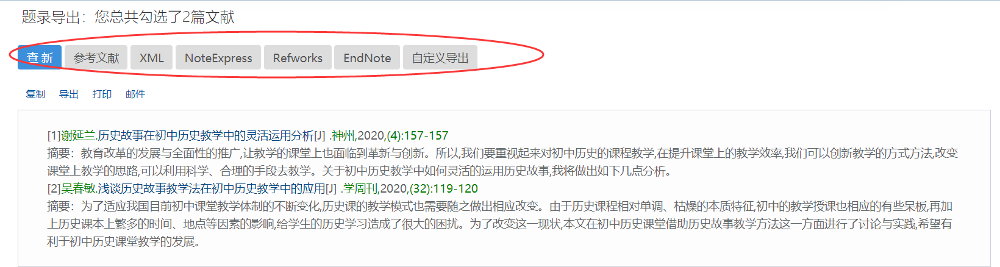 题录导出：您总共勾选了2篇文献
查 新 参考文献 XML NoteExpress Refworks EndNote 自定义导出
复制 导出 打印 邮件
[1]谢延兰.历史故事在初中历史教学中的灵活运用分析[J] .神州,2020,(4):157-157
摘要：教育改革的发展与全面性的推广,让教学的课堂上也面临到革新与创新。所以,我们要重视起来对初中历史的课程教学,在提升课堂上的教学效率,我们可以创新教学的方式方法,改变
课堂上教学的思路,可以利用科学、合理的手段去教学。关于初中历史教学中如何灵活的运用历史故事,我将做出如下几点分析。
[2]吴春敏.浅谈历史故事教学法在初中历史教学中的应用[J] .学周刊,2020,(32):119-120
摘要：为了适应我国目前初中课堂教学体制的不断变化,历史课的教学模式也需要随之做出相应改变。由于历史课程相对单调、枯燥的本质特征,初中的教学授课也相应的有些呆板,再加
上历史课本上繁多的时间、地点等因素的影响,给学生的历史学习造成了很大的困扰。为了改变这一现状,本文在初中历史课堂借助历史故事教学方法这一方面进行了讨论与实践,希望有
利于初中历史课堂教学的发展。